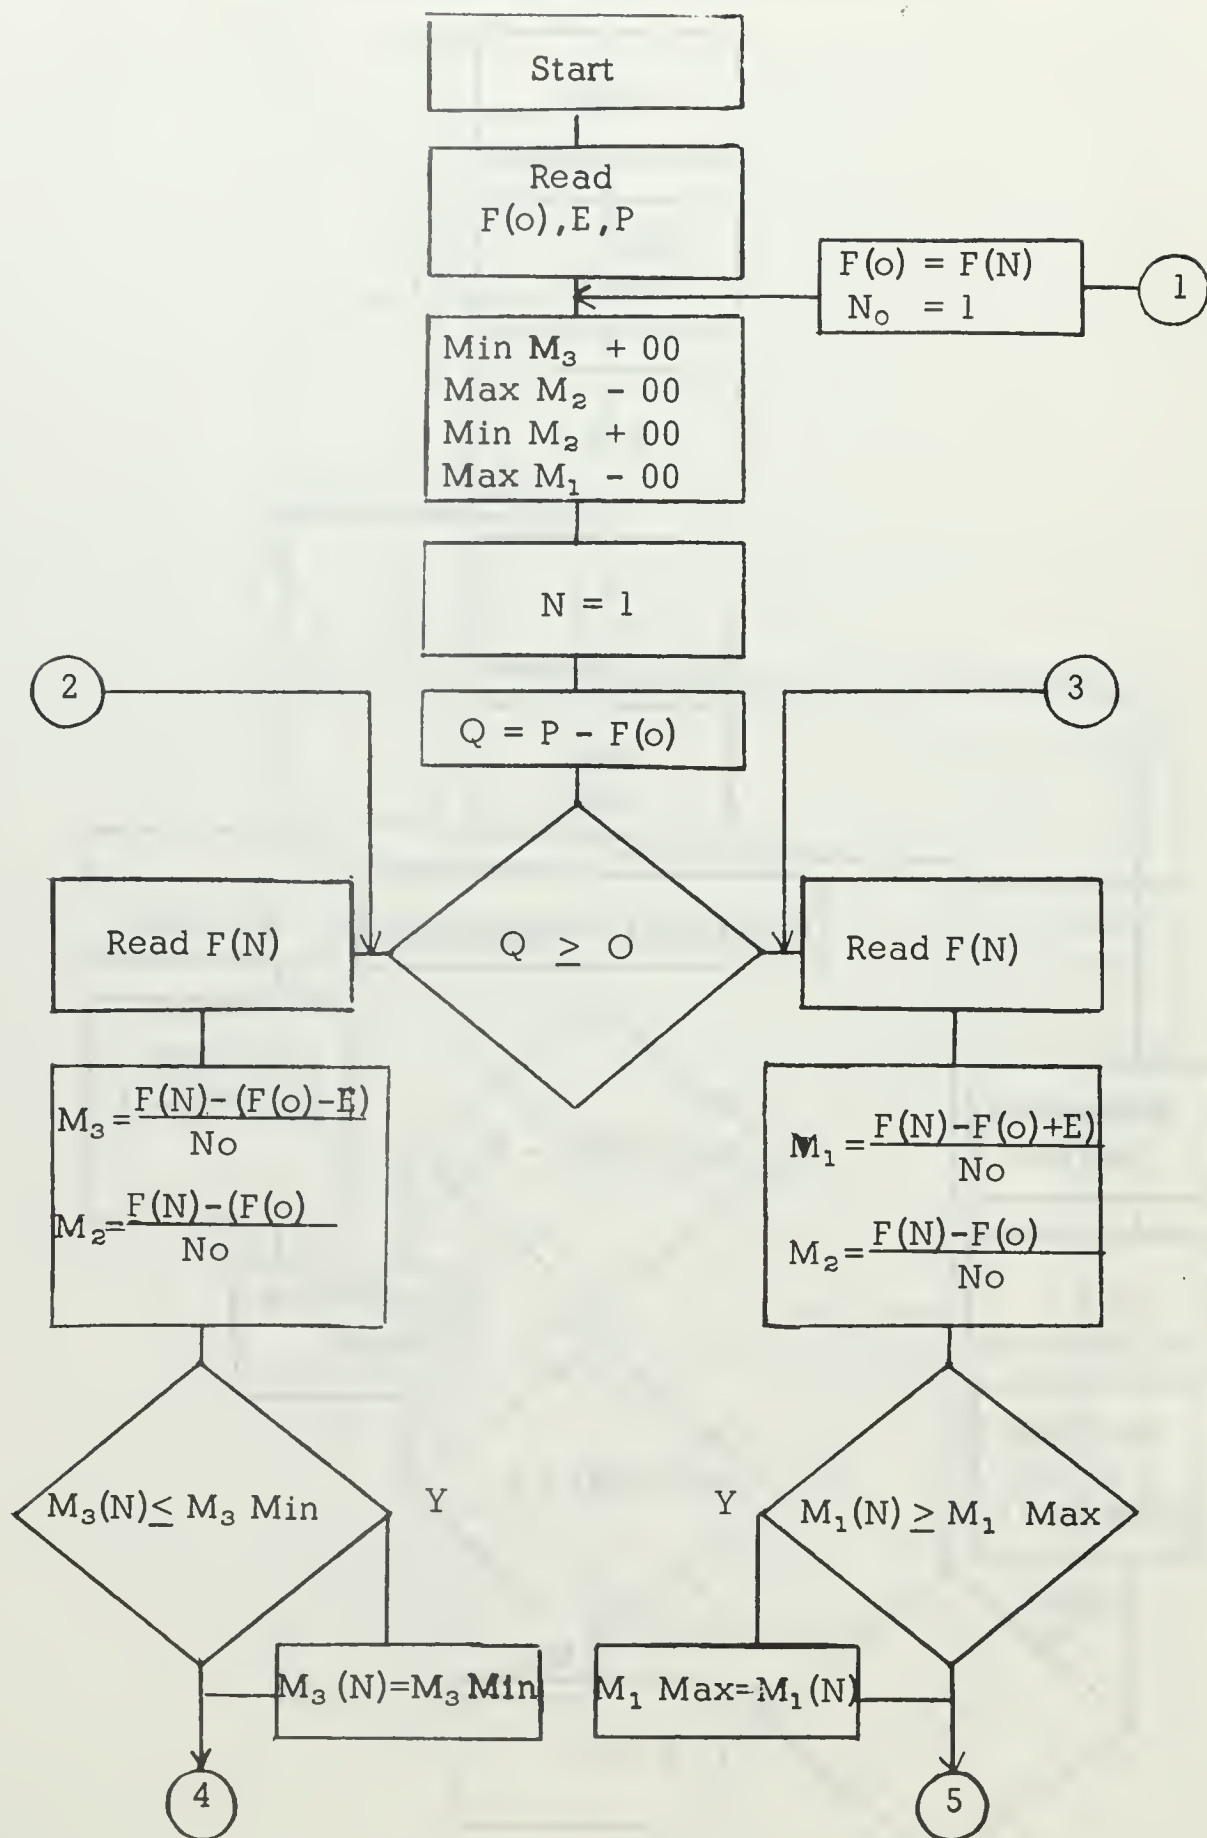 Start
Read
F(o),E,P
F(o) = F(N)
N₀ = 1
1
Min M₃ + 00
Max M₂ - 00
Min M₂ + 00
Max M₁ - 00
N = 1
2
3
Q = P - F(o)
Read F(N)
Q ≥ O
Read F(N)
M₃=F(N)-(F(o)-E)
No
M₂=F(N)-(F(o)
No
M₁=F(N)-F(o)+E)
No
M₂=F(N)-F(o)
No
M₃(N)≤ M₃ Min
Y
Y
M₁(N) ≥ M₁ Max
M₃(N)=M₃ Min
M₁ Max=M₁(N)
4
5